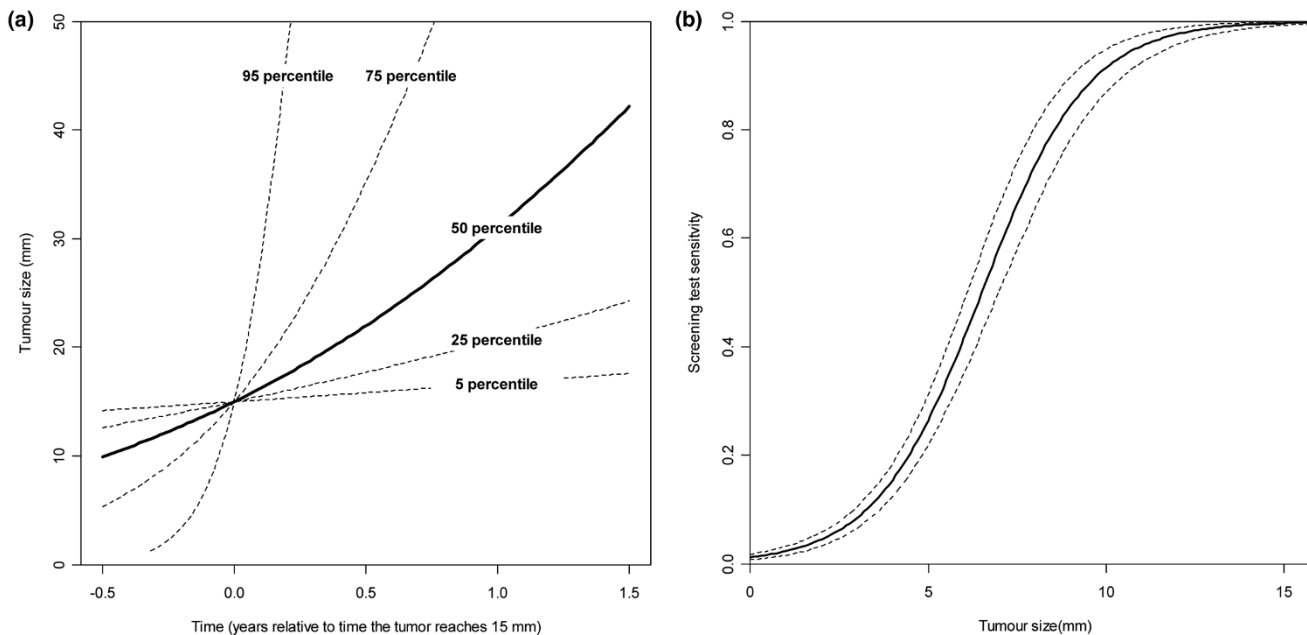 (a)
50
40
30
20
10
0
Tumour size (mm)
95 percentile
75 percentile
50 percentile
25 percentile
5 percentile
-0.5
0.0
0.5
1.0
1.5
Time (years relative to time the tumor reaches 15 mm)
(b)
1.0
0.8
0.6
0.4
0.2
0.0
Screening test sensitvity
0
5
10
15
Tumour size(mm)